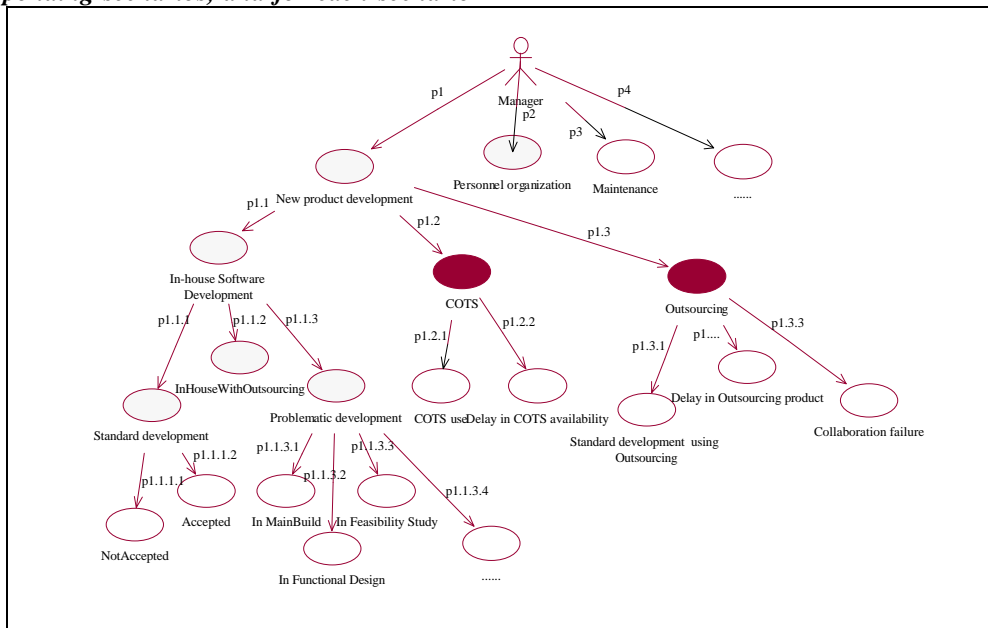 p1
p4
Manager
p2
p3
Personnel organization
Maintenance
......
New product development
p1.1
p1.2
p1.3
In-house Software
Development
COTS
Outsourcing
p1.1.1
p1.1.2
p1.1.3
p1.2.1
p1.2.2
p1.3.1
p1....
p1.3.3
InHouseWithOutsourcing
Standard development
Problematic development
COTS use
Delay in COTS availability
Delay in Outsourcing product
Standard development using
Outsourcing
Collaboration failure
p1.1.1.1
p1.1.1.2
p1.1.3.1
p1.1.3.2
p1.1.3.3
p1.1.3.4
NotAccepted
Accepted
In MainBuild
In Feasibility Study
In Functional Design
......